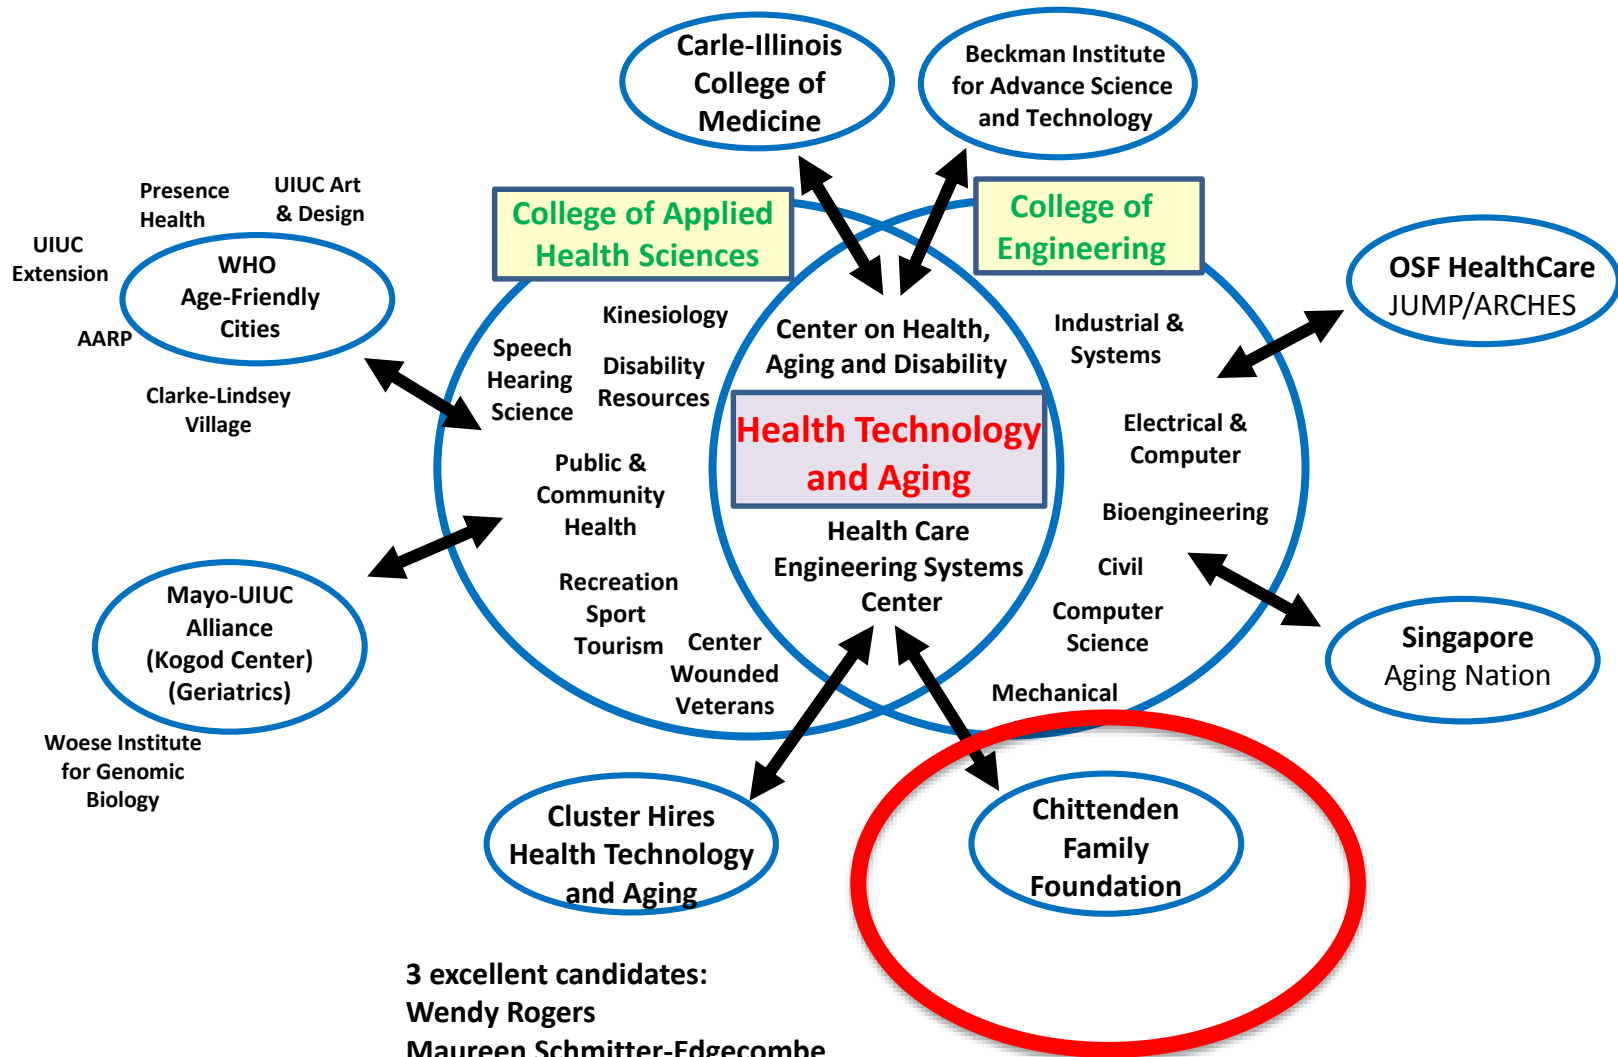 Carle-Illinois
College of
Medicine
Beckman Institute
for Advance Science
and Technology
Presence
Health
UIUC Art
& Design
UIUC
Extension
WHO
Age-Friendly
Cities
AARP
Clarke-Lindsey
Village
College of Applied
Health Sciences
College of
Engineering
OSF HealthCare
JUMP/ARCHES
Kinesiology
Speech
Hearing
Science
Disability
Resources
Center on Health,
Aging and Disability
Industrial &
Systems
Health Technology
and Aging
Electrical &
Computer
Public &
Community
Health
Bioengineering
Health Care
Engineering Systems
Center
Civil
Recreation
Sport
Tourism
Computer
Science
Center
Wounded
Veterans
Mechanical
Mayo-UIUC
Alliance
(Kogod Center)
(Geriatrics)
Singapore
Aging Nation
Woese Institute
for Genomic
Biology
Cluster Hires
Health Technology
and Aging
Chittenden
Family
Foundation
3 excellent candidates:
Wendy Rogers
Maureen Schmitter-Edgecombe